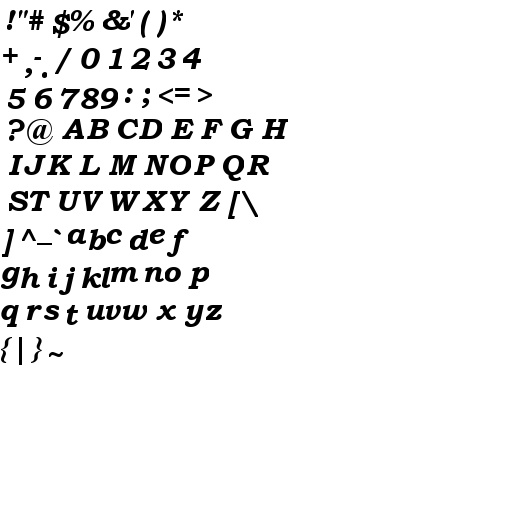 !"# $% &'( )*
+ ,-. / 0 1 2 3 4
5 6 7 8 9 : ; < = >
? @ A B C D E F G H
I J K L M N O P Q R
S T U V W X Y Z [ \
] ^ _ ` a b c d e f
g h i j k l m n o p
q r s t u v w x y z
{ | } ~